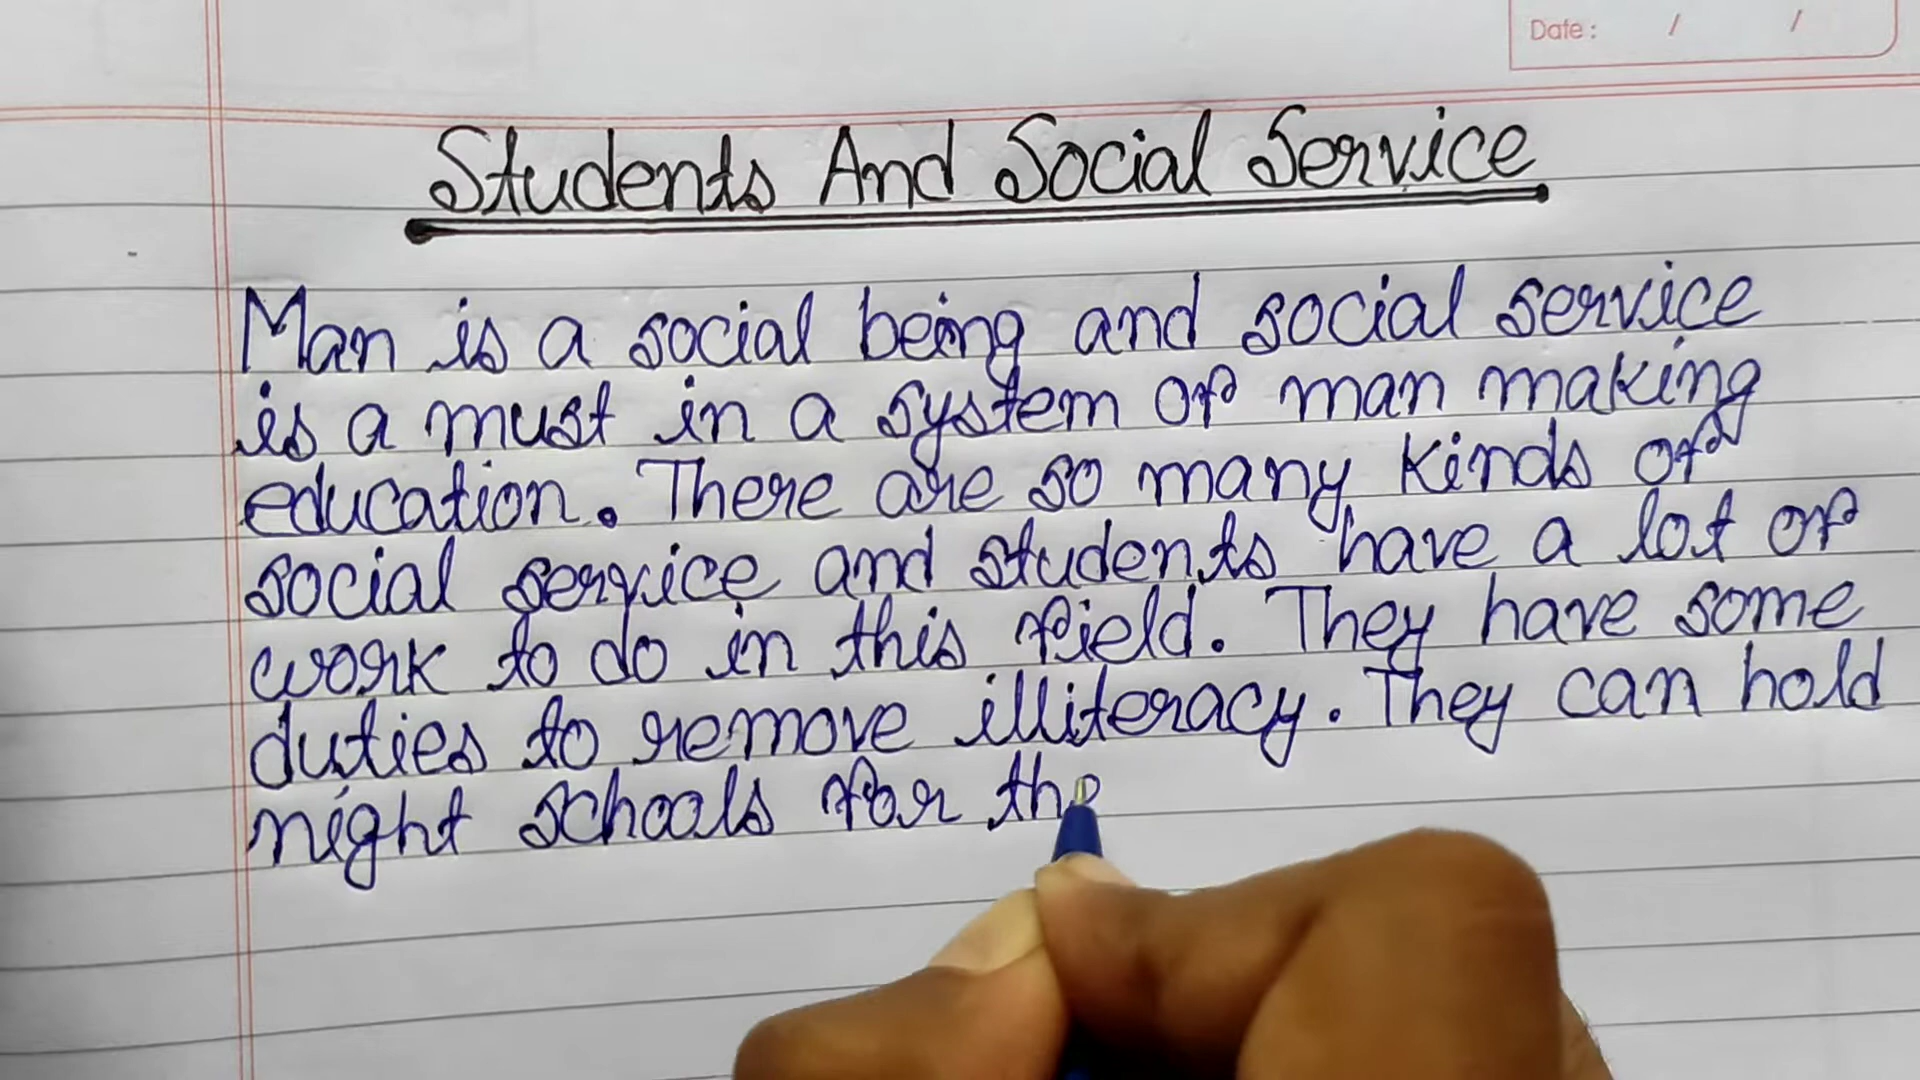 Date : / /
Students And Social Service
Man is a social being and social service
is a must in a system of man making
education. There are so many kinds of
social service and students have a lot of
work to do in this field. They have some
duties to remove illiteracy. They can hold
night schools for the